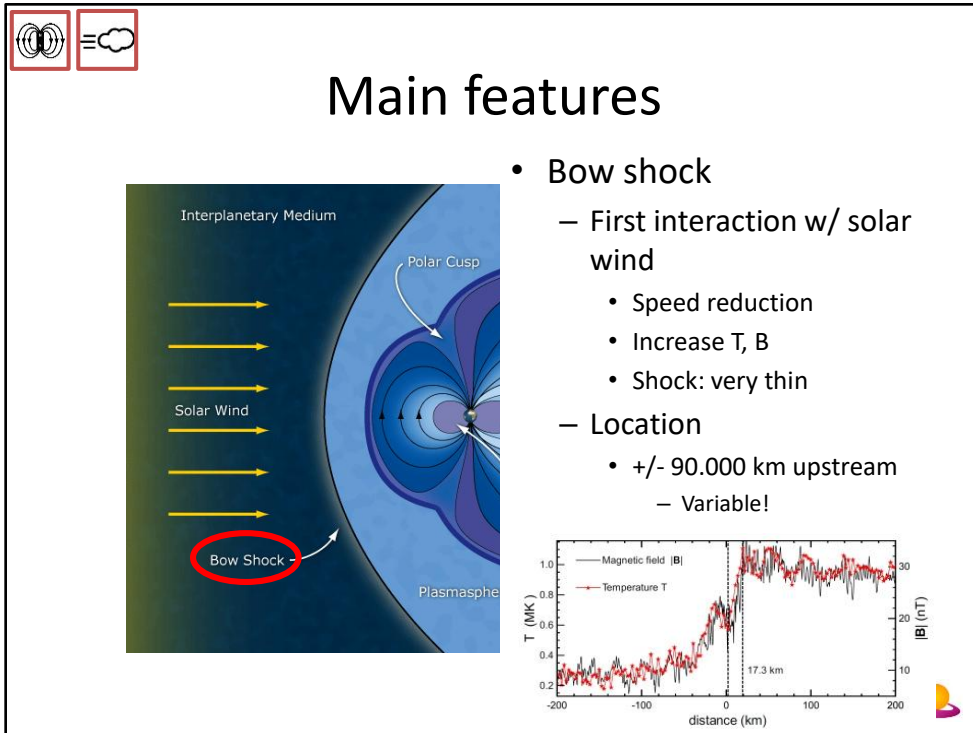 Main features
Interplanetary Medium
Polar Cusp
Solar Wind
Bow Shock
Plasmasphe
• Bow shock
– First interaction w/ solar
wind
• Speed reduction
• Increase T, B
• Shock: very thin
– Location
• +/- 90.000 km upstream
– Variable!
Magnetic field |B|
Temperature T
1.0
0.8
0.6
0.4
0.2
T (MK)
30
20
10
|B| (nT)
17.3 km
-200 -100 0 100 200
distance (km)